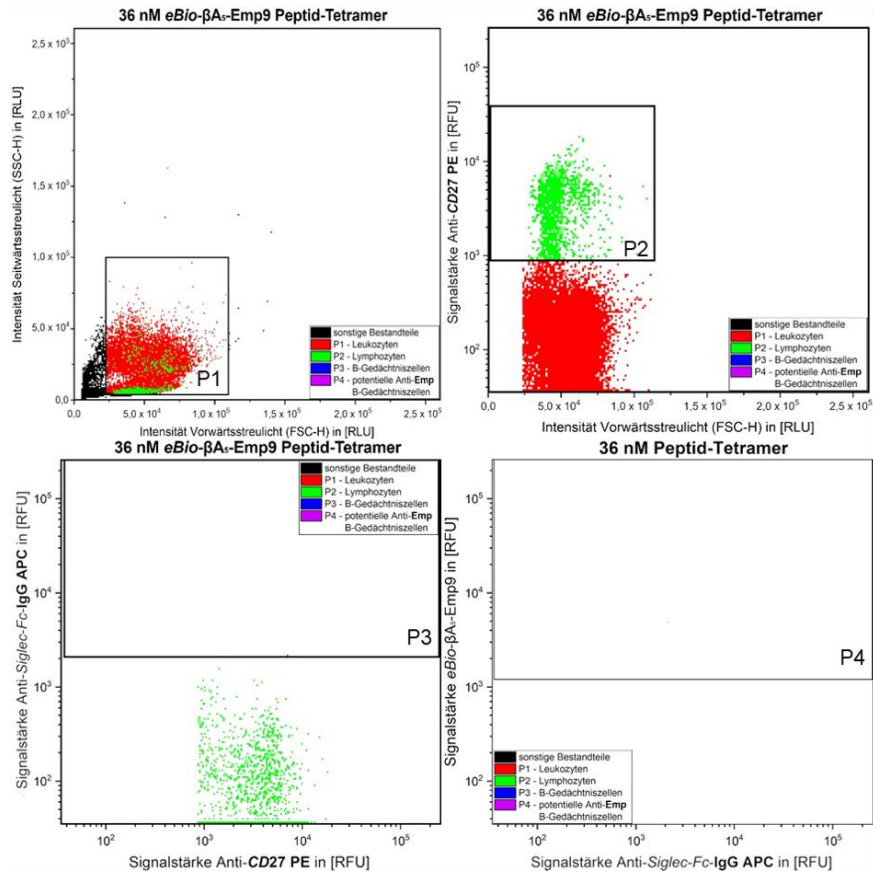 36 nM eBio-βA₅-Emp9 Peptid-Tetramer
Intensität Seitwärtsstreulicht (SSC-H) in [RLU]
2,5 x 10⁵
2,0 x 10⁵
1,5 x 10⁵
1,0 x 10⁵
5,0 x 10⁴
0,0
P1
sonstige Bestandteile
P1 - Leukozyten
P2 - Lymphozyten
P3 - B-Gedächtniszellen
P4 - potentielle Anti-Emp
B-Gedächtniszellen
0,0 5,0 x 10⁴ 1,0 x 10⁵ 1,5 x 10⁵ 2,0 x 10⁵ 2,5 x 10⁵
Intensität Vorwärtsstreulicht (FSC-H) in [RLU]
36 nM eBio-βA₅-Emp9 Peptid-Tetramer
Signalstärke Anti-CD27 PE in [RFU]
10⁵
10⁴
10³
10²
P2
sonstige Bestandteile
P1 - Leukozyten
P2 - Lymphozyten
P3 - B-Gedächtniszellen
P4 - potentielle Anti-Emp
B-Gedächtniszellen
0,0 5,0 x 10⁴ 1,0 x 10⁵ 1,5 x 10⁵ 2,0 x 10⁵ 2,5 x 10⁵
Intensität Vorwärtsstreulicht (FSC-H) in [RLU]
36 nM eBio-βA₅-Emp9 Peptid-Tetramer
Signalstärke Anti-Siglec-Fc-IgG APC in [RFU]
10⁵
10⁴
10³
10²
sonstige Bestandteile
P1 - Leukozyten
P2 - Lymphozyten
P3 - B-Gedächtniszellen
P4 - potentielle Anti-Emp
B-Gedächtniszellen
P3
10² 10³ 10⁴ 10⁵
Signalstärke Anti-CD27 PE in [RFU]
36 nM Peptid-Tetramer
Signalstärke eBio-βA₅-Emp9 in [RFU]
10⁵
10⁴
10³
10²
P4
sonstige Bestandteile
P1 - Leukozyten
P2 - Lymphozyten
P3 - B-Gedächtniszellen
P4 - potentielle Anti-Emp
B-Gedächtniszellen
10² 10³ 10⁴ 10⁵
Signalstärke Anti-Siglec-Fc-IgG APC in [RFU]